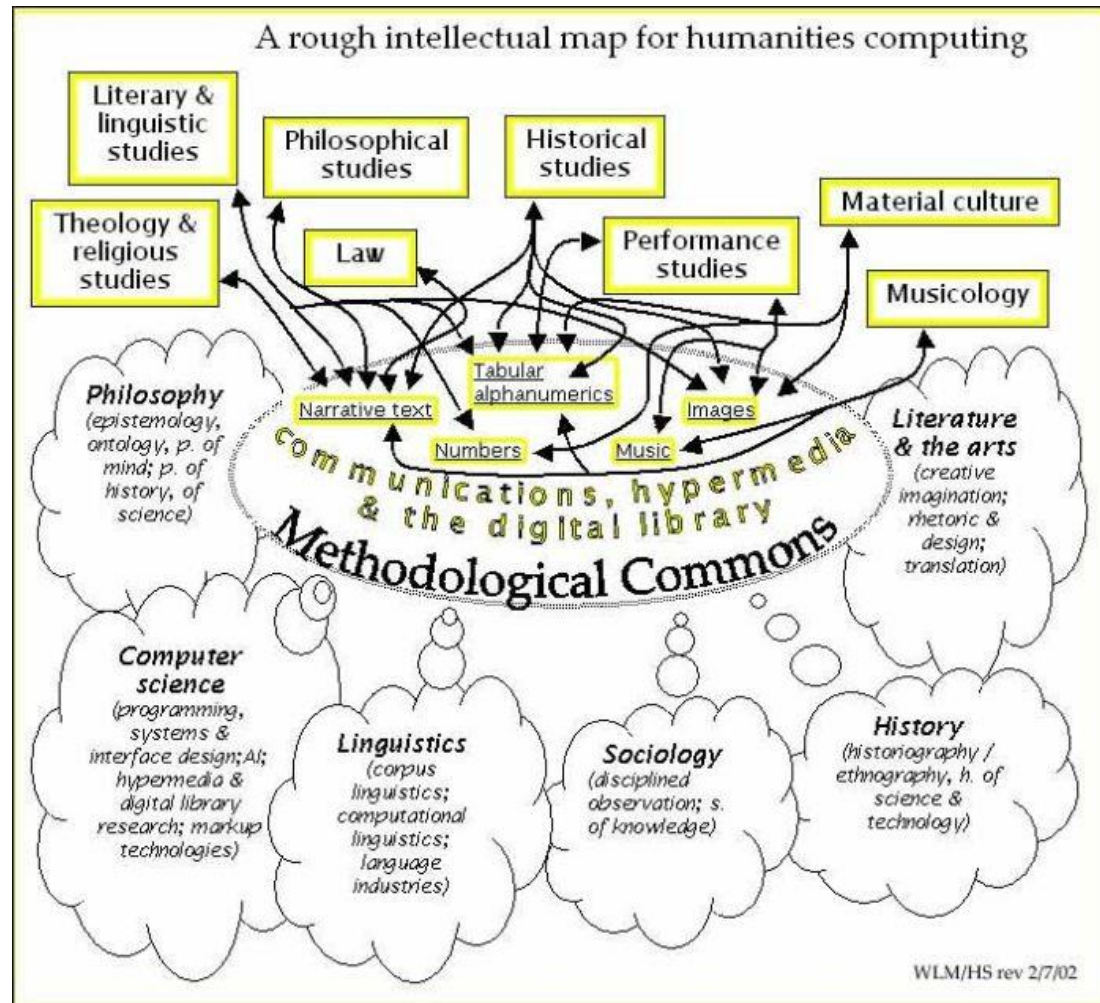 A rough intellectual map for humanities computing
Literary &
linguistic
studies
Philosophical
studies
Historical
studies
Material culture
Theology &
religious
studies
Law
Performance
studies
Musicology
Tabular
alphanumerics
Narrative text
Images
Numbers
Music
communications, hypermedia
& the digital library
Methodological Commons
Philosophy
(epistemology,
ontology, p. of
mind; p. of
history, of
science)
Literature
& the arts
(creative
imagination;
rhetoric &
design;
translation)
Computer
science
(programming,
systems &
interface design;AI;
hypermedia &
digital library
research; markup
technologies)
Linguistics
(corpus
linguistics;
computational
linguistics;
language
industries)
Sociology
(disciplined
observation; s.
of knowledge)
History
(historiography /
ethnography, h. of
science &
technology)
WLM/HS rev 2/7/02